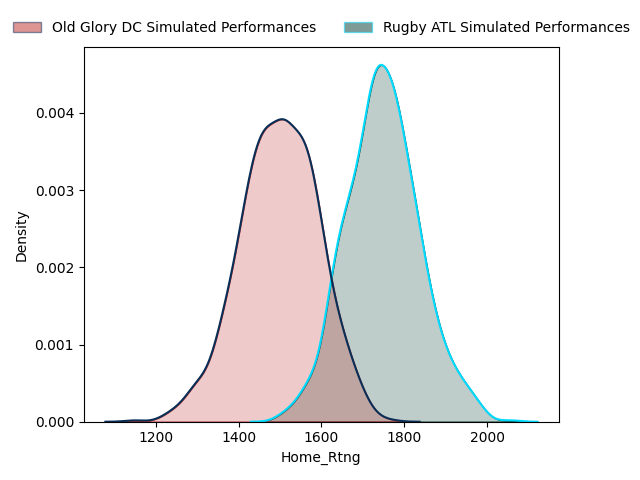 Old Glory DC Simulated Performances
Rugby ATL Simulated Performances
Density
0.004
0.003
0.002
0.001
0.000
1200 1400 1600 1800 2000
Home_Rtng